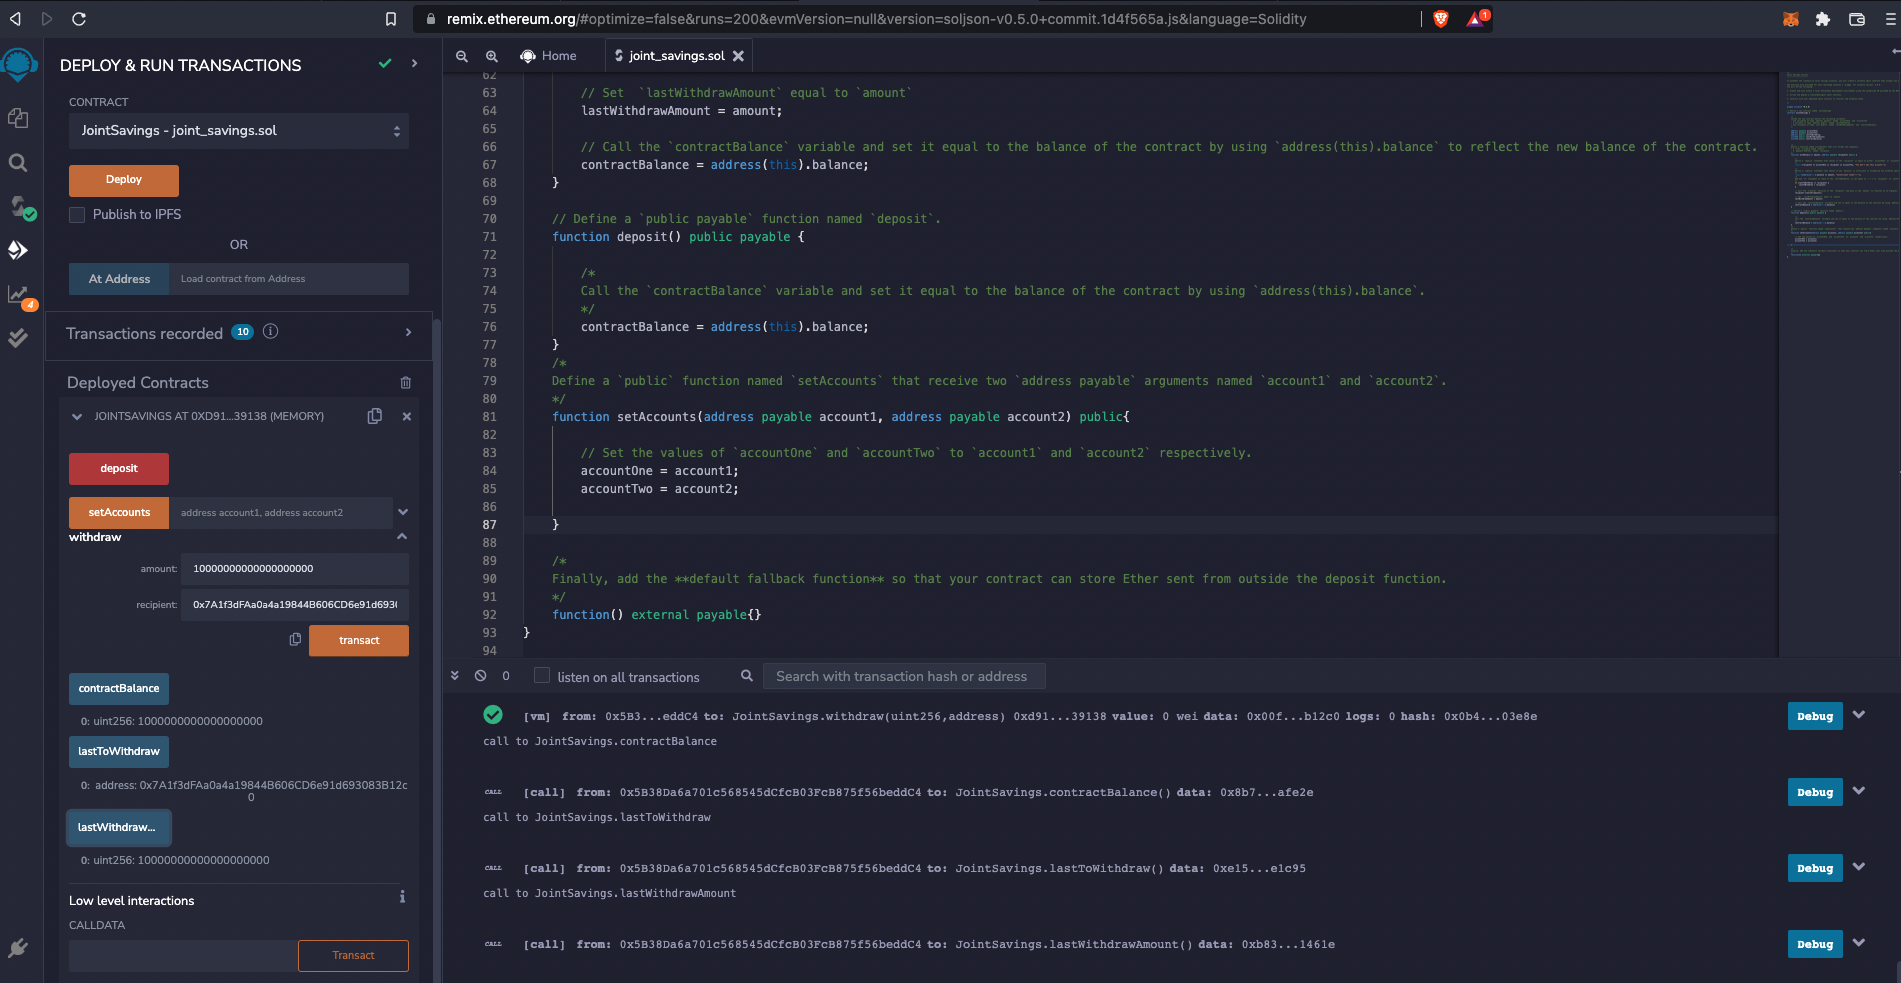 remix.ethereum.org/#optimize=false&runs=200&evmVersion=null&version=soljson-v0.5.0+commit.1d4f565a.js&language=Solidity
1
DEPLOY & RUN TRANSACTIONS
CONTRACT
JointSavings - joint_savings.sol
Deploy
Publish to IPFS
OR
At Address Load contract from Address
4
Transactions recorded 10 i
Deployed Contracts
JOINTSAVINGS AT 0XD91...39138 (MEMORY)
deposit
setAccounts address account1, address account2
withdraw
amount: 10000000000000000000
recipient: 0x7A1f3dFAa0a4a19844B606CD6e91d693(
transact
contractBalance
0: uint256: 1000000000000000000
lastToWithdraw
0: address: 0x7A1f3dFAa0a4a19844B606CD6e91d693083B12c
0
lastWithdraw...
0: uint256: 10000000000000000000
Low level interactions i
CALLDATA
Transact
Home joint_savings.sol
62
63 // Set  `lastWithdrawAmount` equal to `amount`
64 lastWithdrawAmount = amount;
65
66 // Call the `contractBalance` variable and set it equal to the balance of the contract by using `address(this).balance` to reflect the new balance of the contract.
67 contractBalance = address(this).balance;
68 }
69
70 // Define a `public payable` function named `deposit`.
71 function deposit() public payable {
72
73 /*
74 Call the `contractBalance` variable and set it equal to the balance of the contract by using `address(this).balance`.
75 */
76 contractBalance = address(this).balance;
77 }
78 /*
79 Define a `public` function named `setAccounts` that receive two `address payable` arguments named `account1` and `account2`.
80 */
81 function setAccounts(address payable account1, address payable account2) public{
82
83 // Set the values of `accountOne` and `accountTwo` to `account1` and `account2` respectively.
84 accountOne = account1;
85 accountTwo = account2;
86
87 }
88
89 /*
90 Finally, add the **default fallback function** so that your contract can store Ether sent from outside the deposit function.
91 */
92 function() external payable{}
93 }
94
0 listen on all transactions Search with transaction hash or address
[vm] from: 0x5B3...eddC4 to: JointSavings.withdraw(uint256,address) 0xd91...39138 value: 0 wei data: 0x00f...b12c0 logs: 0 hash: 0x0b4...03e8e Debug
call to JointSavings.contractBalance
CALL [call] from: 0x5B38Da6a701c568545dCfcB03FcB875f56beddC4 to: JointSavings.contractBalance() data: 0x8b7...afe2e Debug
call to JointSavings.lastToWithdraw
CALL [call] from: 0x5B38Da6a701c568545dCfcB03FcB875f56beddC4 to: JointSavings.lastToWithdraw() data: 0xe15...e1c95 Debug
call to JointSavings.lastWithdrawAmount
CALL [call] from: 0x5B38Da6a701c568545dCfcB03FcB875f56beddC4 to: JointSavings.lastWithdrawAmount() data: 0xb83...1461e Debug